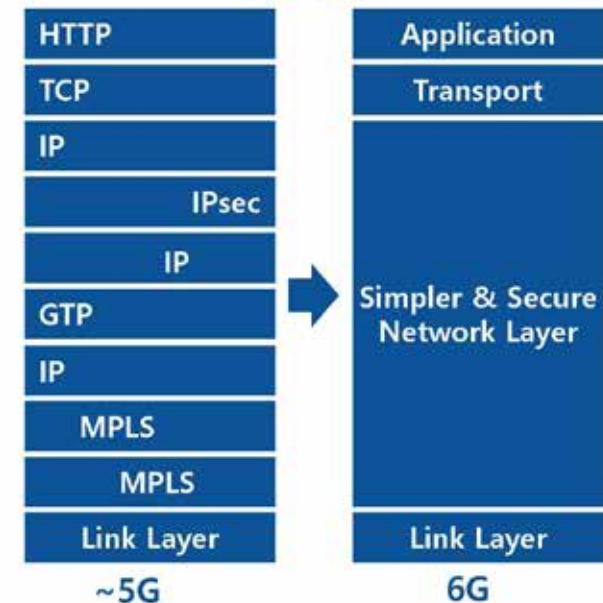 HTTP
TCP
IP
IPsec
IP
GTP
IP
MPLS
MPLS
Link Layer
~5G
Application
Transport
Simpler & Secure
Network Layer
Link Layer
6G